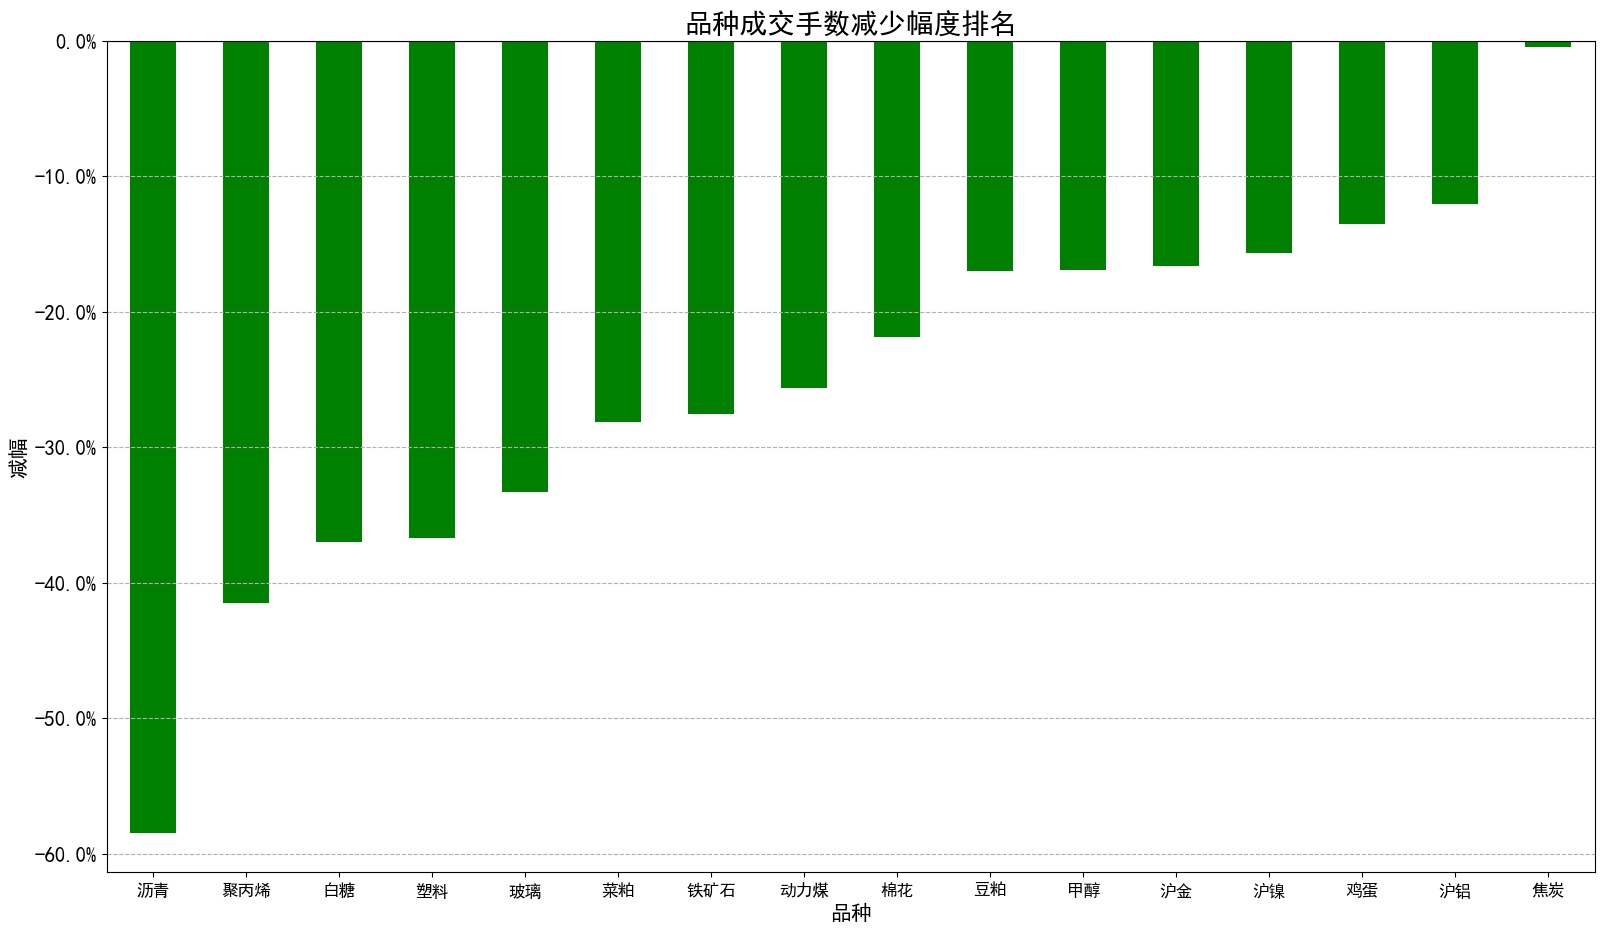 品种成交手数减少幅度排名
0.0%
−10.0%
−20.0%
−30.0%
−40.0%
−50.0%
−60.0%
减幅
沥青 聚丙烯 白糖 塑料 玻璃 菜粕 铁矿石 动力煤 棉花 豆粕 甲醇 沪金 沪镍 鸡蛋 沪铝 焦炭
品种